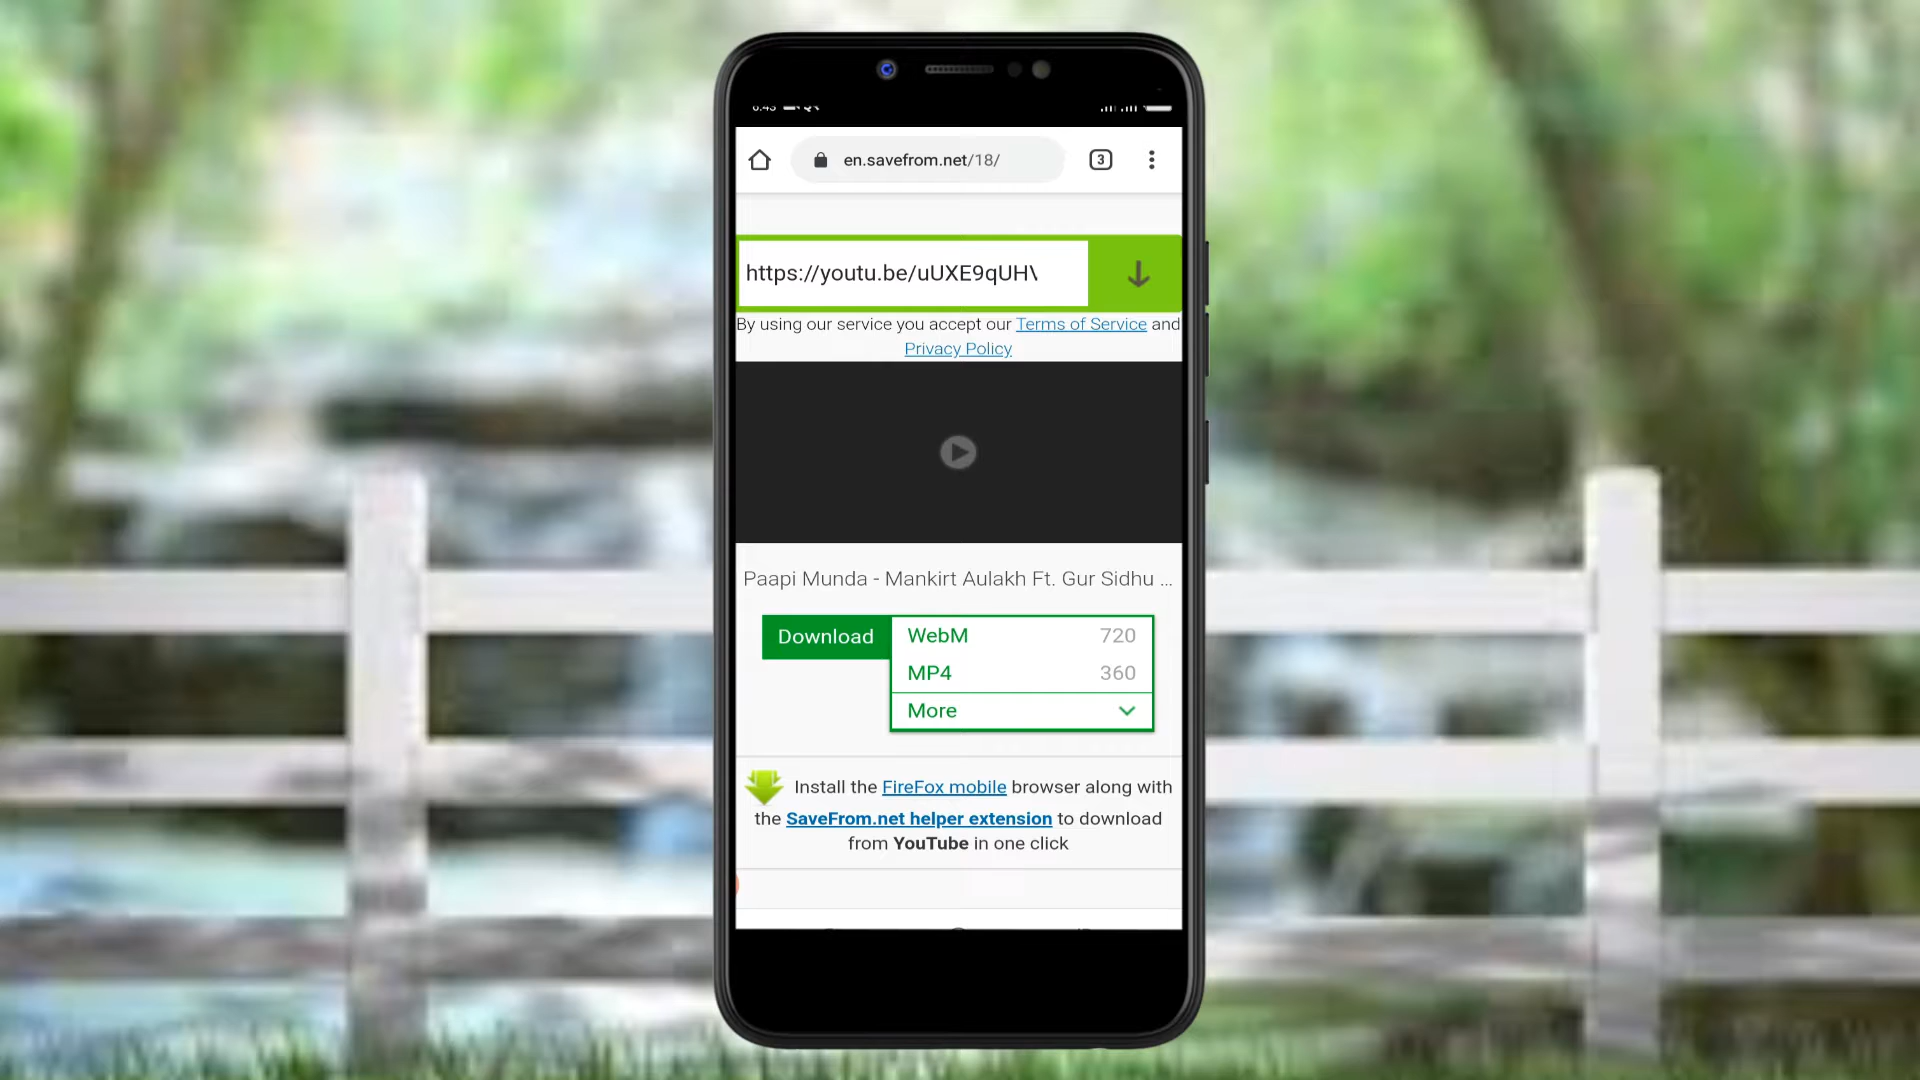 3
en.savefrom.net/18/
https://youtu.be/uUXE9qUH\
By using our service you accept our Terms of Service and
Privacy Policy
Paapi Munda - Mankirt Aulakh Ft. Gur Sidhu ...
Download
WebM 720
MP4 360
More
Install the FireFox mobile browser along with
the SaveFrom.net helper extension to download
from YouTube in one click